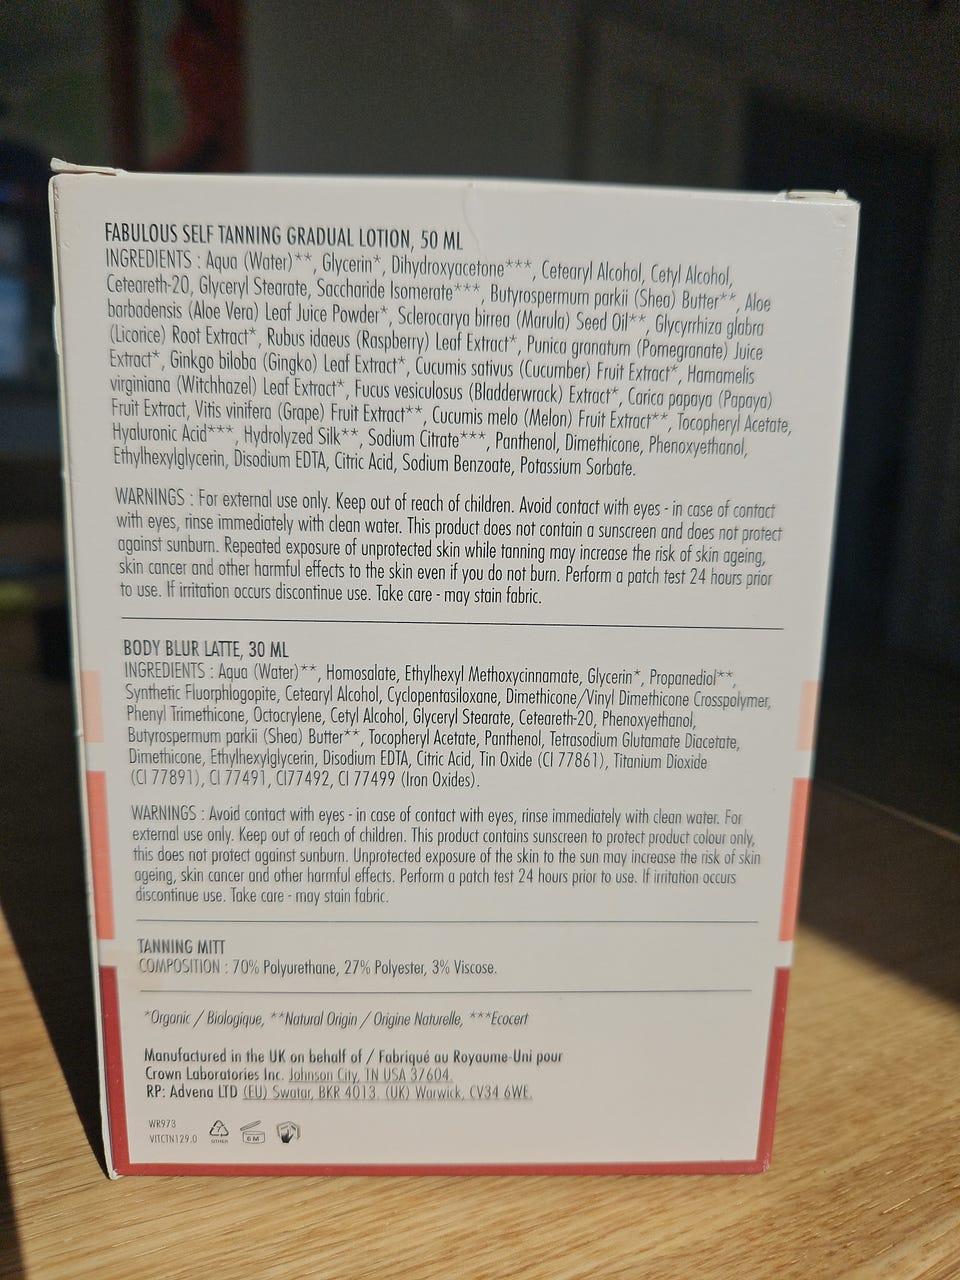 FABULOUS SELF TANNING GRADUAL LOTION, 50 ML
INGREDIENTS : Aqua (Water)**, Glycerin*, Dihydroxyacetone***, Cetearyl Alcohol, Cetyl Alcohol,
Ceteareth-20, Glyceryl Stearate, Saccharide Isomerate***, Butyrospermum parkii (Shea) Butter**, Aloe
barbadensis (Aloe Vera) Leaf Juice Powder*, Sclerocarya birrea (Marula) Seed Oil**, Glycyrrhiza glabra
(Licorice) Root Extract*, Rubus idaeus (Raspberry) Leaf Extract*, Punica granatum (Pomegranate) Juice
Extract*, Ginkgo biloba (Gingko) Leaf Extract*, Cucumis sativus (Cucumber) Fruit Extract*, Hamamelis
virginiana (Witchhazel) Leaf Extract*, Fucus vesiculosus (Bladderwrack) Extract*, Carica papaya (Papaya)
Fruit Extract, Vitis vinifera (Grape) Fruit Extract**, Cucumis melo (Melon) Fruit Extract**, Tocopheryl Acetate,
Hyaluronic Acid***, Hydrolyzed Silk**, Sodium Citrate***, Panthenol, Dimethicone, Phenoxyethanol,
Ethylhexylglycerin, Disodium EDTA, Citric Acid, Sodium Benzoate, Potassium Sorbate.
WARNINGS : For external use only. Keep out of reach of children. Avoid contact with eyes - in case of contact
with eyes, rinse immediately with clean water. This product does not contain a sunscreen and does not protect
against sunburn. Repeated exposure of unprotected skin while tanning may increase the risk of skin ageing,
skin cancer and other harmful effects to the skin even if you do not burn. Perform a patch test 24 hours prior
to use. If irritation occurs discontinue use. Take care - may stain fabric.
BODY BLUR LATTE, 30 ML
INGREDIENTS : Aqua (Water)**, Homosalate, Ethylhexyl Methoxycinnamate, Glycerin*, Propanediol**,
Synthetic Fluorphlogopite, Cetearyl Alcohol, Cyclopentasiloxane, Dimethicone/Vinyl Dimethicone Crosspolymer,
Phenyl Trimethicone, Octocrylene, Cetyl Alcohol, Glyceryl Stearate, Ceteareth-20, Phenoxyethanol,
Butyrospermum parkii (Shea) Butter**, Tocopheryl Acetate, Panthenol, Tetrasodium Glutamate Diacetate,
Dimethicone, Ethylhexylglycerin, Disodium EDTA, Citric Acid, Tin Oxide (CI 77861), Titanium Dioxide
(CI 77891), CI 77491, CI77492, CI 77499 (Iron Oxides).
WARNINGS : Avoid contact with eyes - in case of contact with eyes, rinse immediately with clean water. For
external use only. Keep out of reach of children. This product contains sunscreen to protect product colour only,
this does not protect against sunburn. Unprotected exposure of the skin to the sun may increase the risk of skin
ageing, skin cancer and other harmful effects. Perform a patch test 24 hours prior to use. If irritation occurs
discontinue use. Take care - may stain fabric.
TANNING MITT
COMPOSITION : 70% Polyurethane, 27% Polyester, 3% Viscose.
*Organic / Biologique, **Natural Origin / Origine Naturelle, ***Ecocert
Manufactured in the UK on behalf of / Fabriqué au Royaume-Uni pour
Crown Laboratories Inc. Johnson City, TN USA 37604.
RP: Advena LTD (EU) Swatar, BKR 4013. (UK) Warwick, CV34 6WE.
WR973
VITCTN129.0
OTHER
6 M